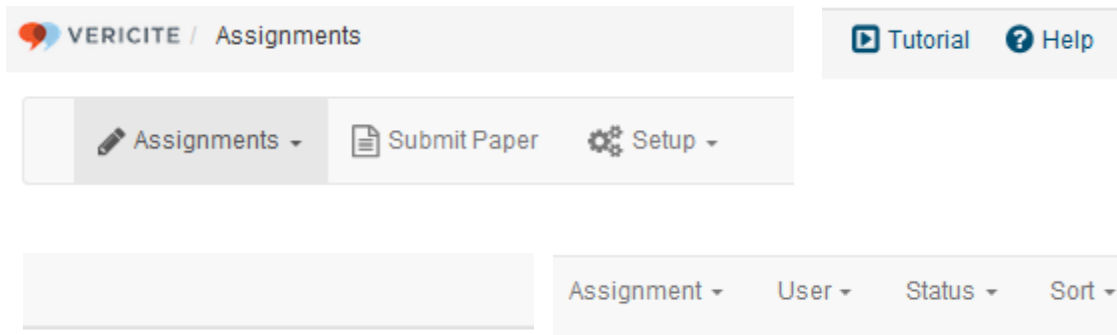 VERICITE / Assignments
Tutorial Help
Assignments Submit Paper Setup
Assignment User Status Sort